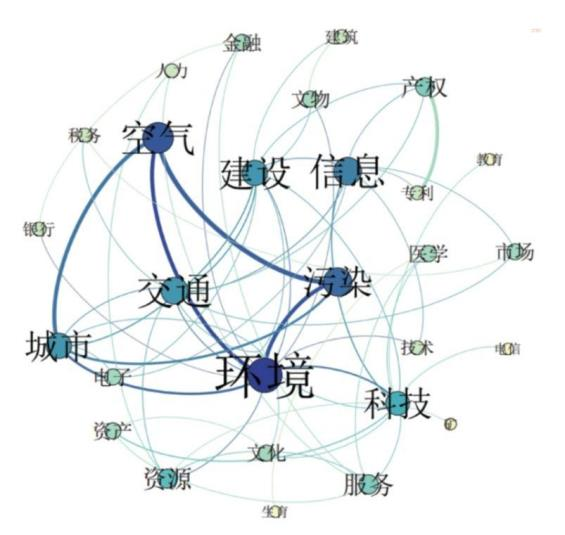 金融
建筑
人力
产权
文物
税务
空气
建设
信息
教育
专利
银行
医学
市场
交通
污染
城市
技术
电信
电子
环境
科技
资产
文化
资源
服务
生育